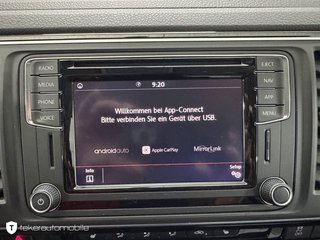 RADIO
MEDIA
PHONE
VOICE
9:20
Willkommen bei App-Connect
Bitte verbinden Sie ein Gerät über USB.
androidauto
Apple CarPlay
MirrorLink
Info
Setup
EJECT
NAV
APP
MENU
tekerautomobile